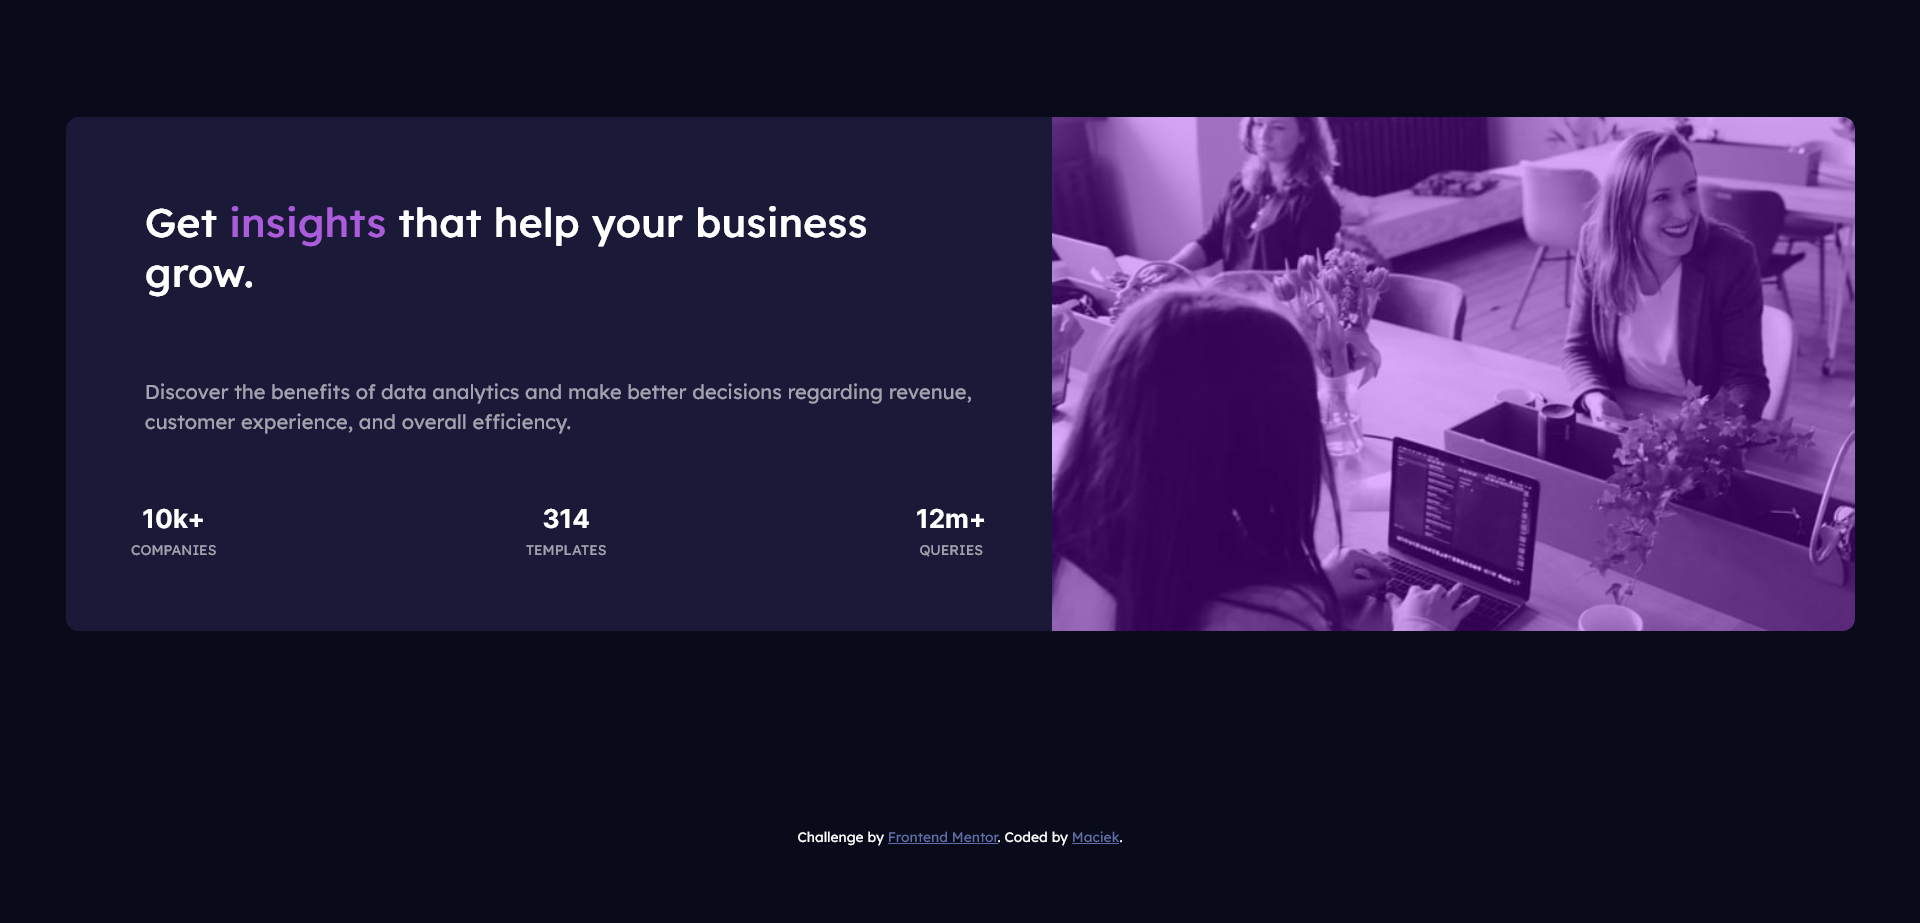 Get insights that help your business
grow.
Discover the benefits of data analytics and make better decisions regarding revenue,
customer experience, and overall efficiency.
10k+
COMPANIES
314
TEMPLATES
12m+
QUERIES
Challenge by Frontend Mentor. Coded by Maciek.